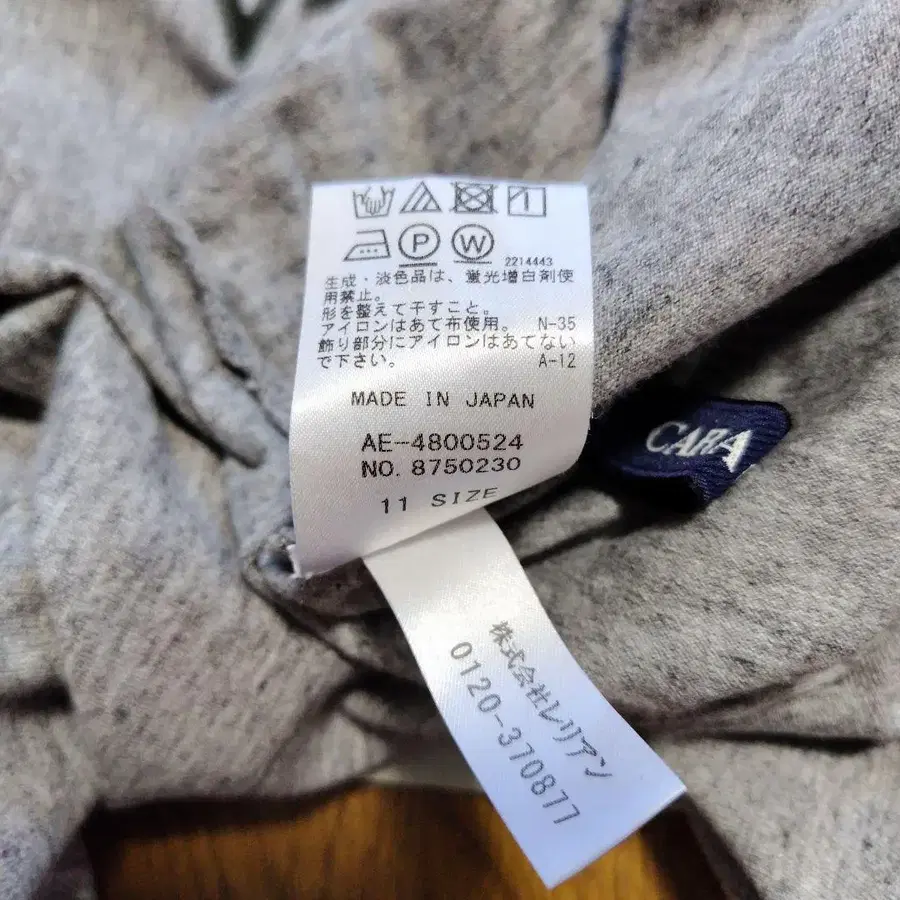 P W
2214443
生成・淡色品は、蛍光増白剤使
用禁止。
形を整えて干すこと。
アイロンはあて布使用。 N-35
飾り部分にアイロンはあてない
で下さい。 A-12
MADE IN JAPAN
AE-4800524
NO. 8750230
11 SIZE
CARA
株式会社レリアン
0120-370877